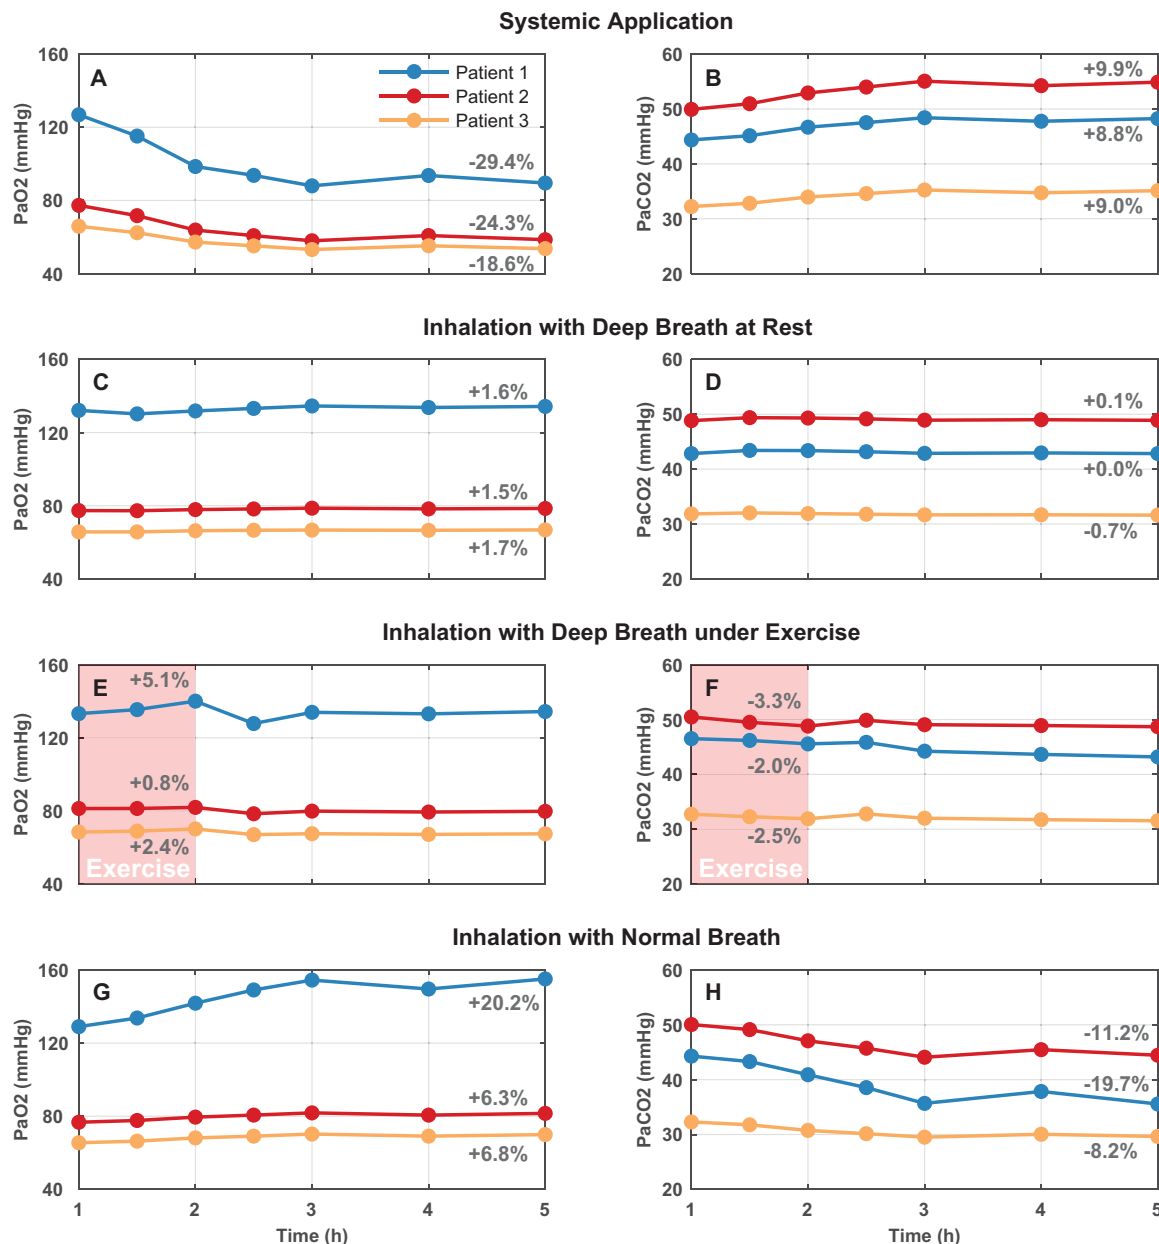 Systemic Application
160
120
80
40
PaO2 (mmHg)
A
Patient 1
Patient 2
Patient 3
-29.4%
-24.3%
-18.6%
60
50
40
30
20
PaCO2 (mmHg)
B
+9.9%
+8.8%
+9.0%
Inhalation with Deep Breath at Rest
160
120
80
40
PaO2 (mmHg)
C
+1.6%
+1.5%
+1.7%
60
50
40
30
20
PaCO2 (mmHg)
D
+0.1%
+0.0%
-0.7%
Inhalation with Deep Breath under Exercise
160
120
80
40
PaO2 (mmHg)
E
+5.1%
+0.8%
+2.4%
Exercise
60
50
40
30
20
PaCO2 (mmHg)
F
-3.3%
-2.0%
-2.5%
Exercise
Inhalation with Normal Breath
160
120
80
40
PaO2 (mmHg)
G
+20.2%
+6.3%
+6.8%
1 2 3 4 5
Time (h)
60
50
40
30
20
PaCO2 (mmHg)
H
-11.2%
-19.7%
-8.2%
1 2 3 4 5
Time (h)